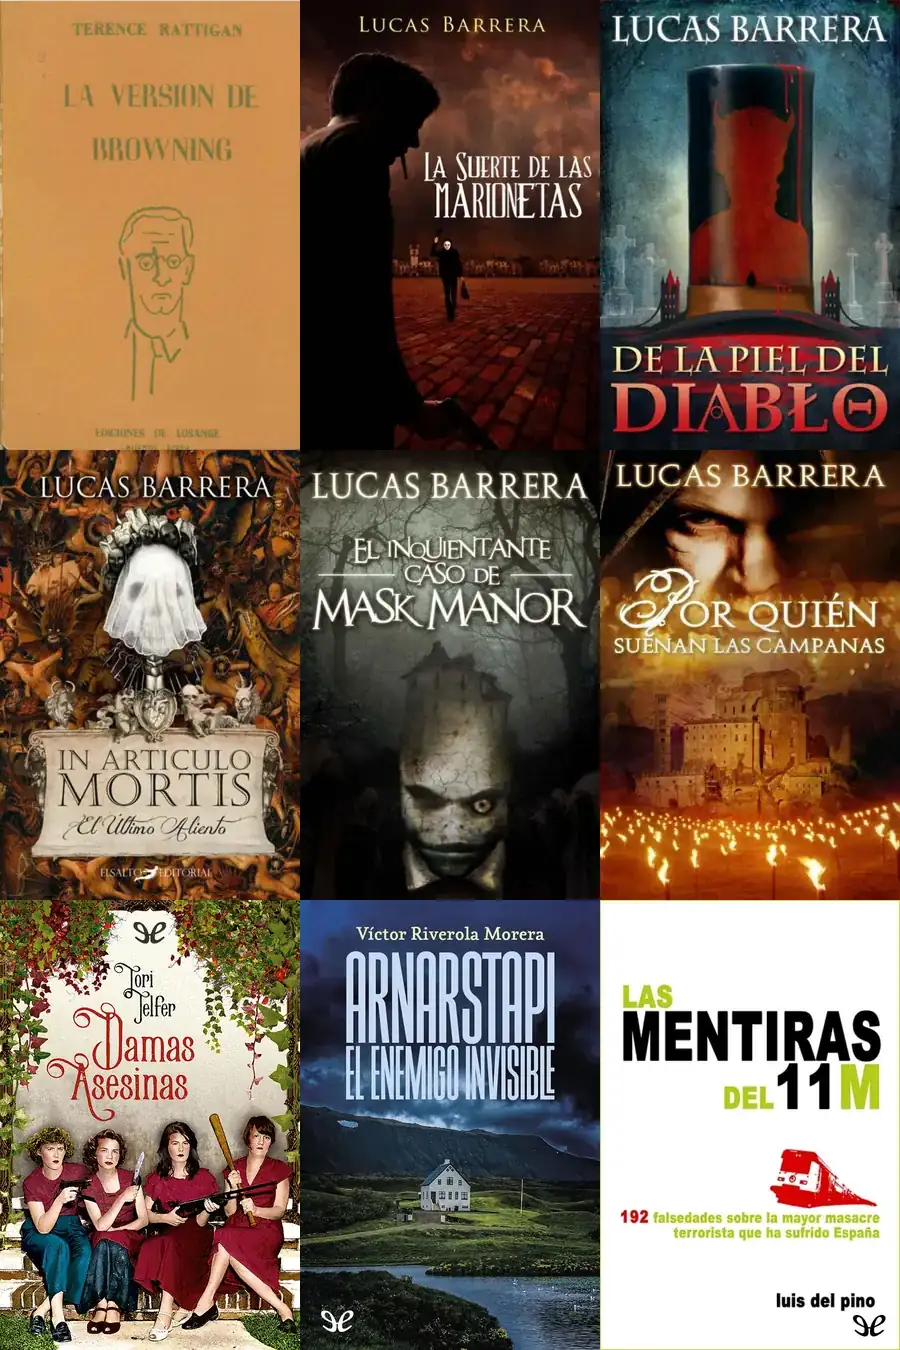 TERENCE RATTIGAN
LA VERSION DE
BROWNING
EDICIONES DE LOSANGE
LUCAS BARRERA
LA SUERTE DE LAS
MARIONETAS
LUCAS BARRERA
DE LA PIEL DEL
DIABLO
LUCAS BARRERA
IN ARTICULO
MORTIS
El Último Aliento
ELSALTO EDITORIAL
LUCAS BARRERA
EL INQUIENTANTE
CASO DE
MASK MANOR
LUCAS BARRERA
POR QUIÉN
SUENAN LAS CAMPANAS
Tori
Telfer
Damas
Asesinas
Víctor Riverola Morera
ARNARSTAPI
EL ENEMIGO INVISIBLE
LAS
MENTIRAS
DEL 11M
192 falsedades sobre la mayor masacre
terrorista que ha sufrido España
luis del pino